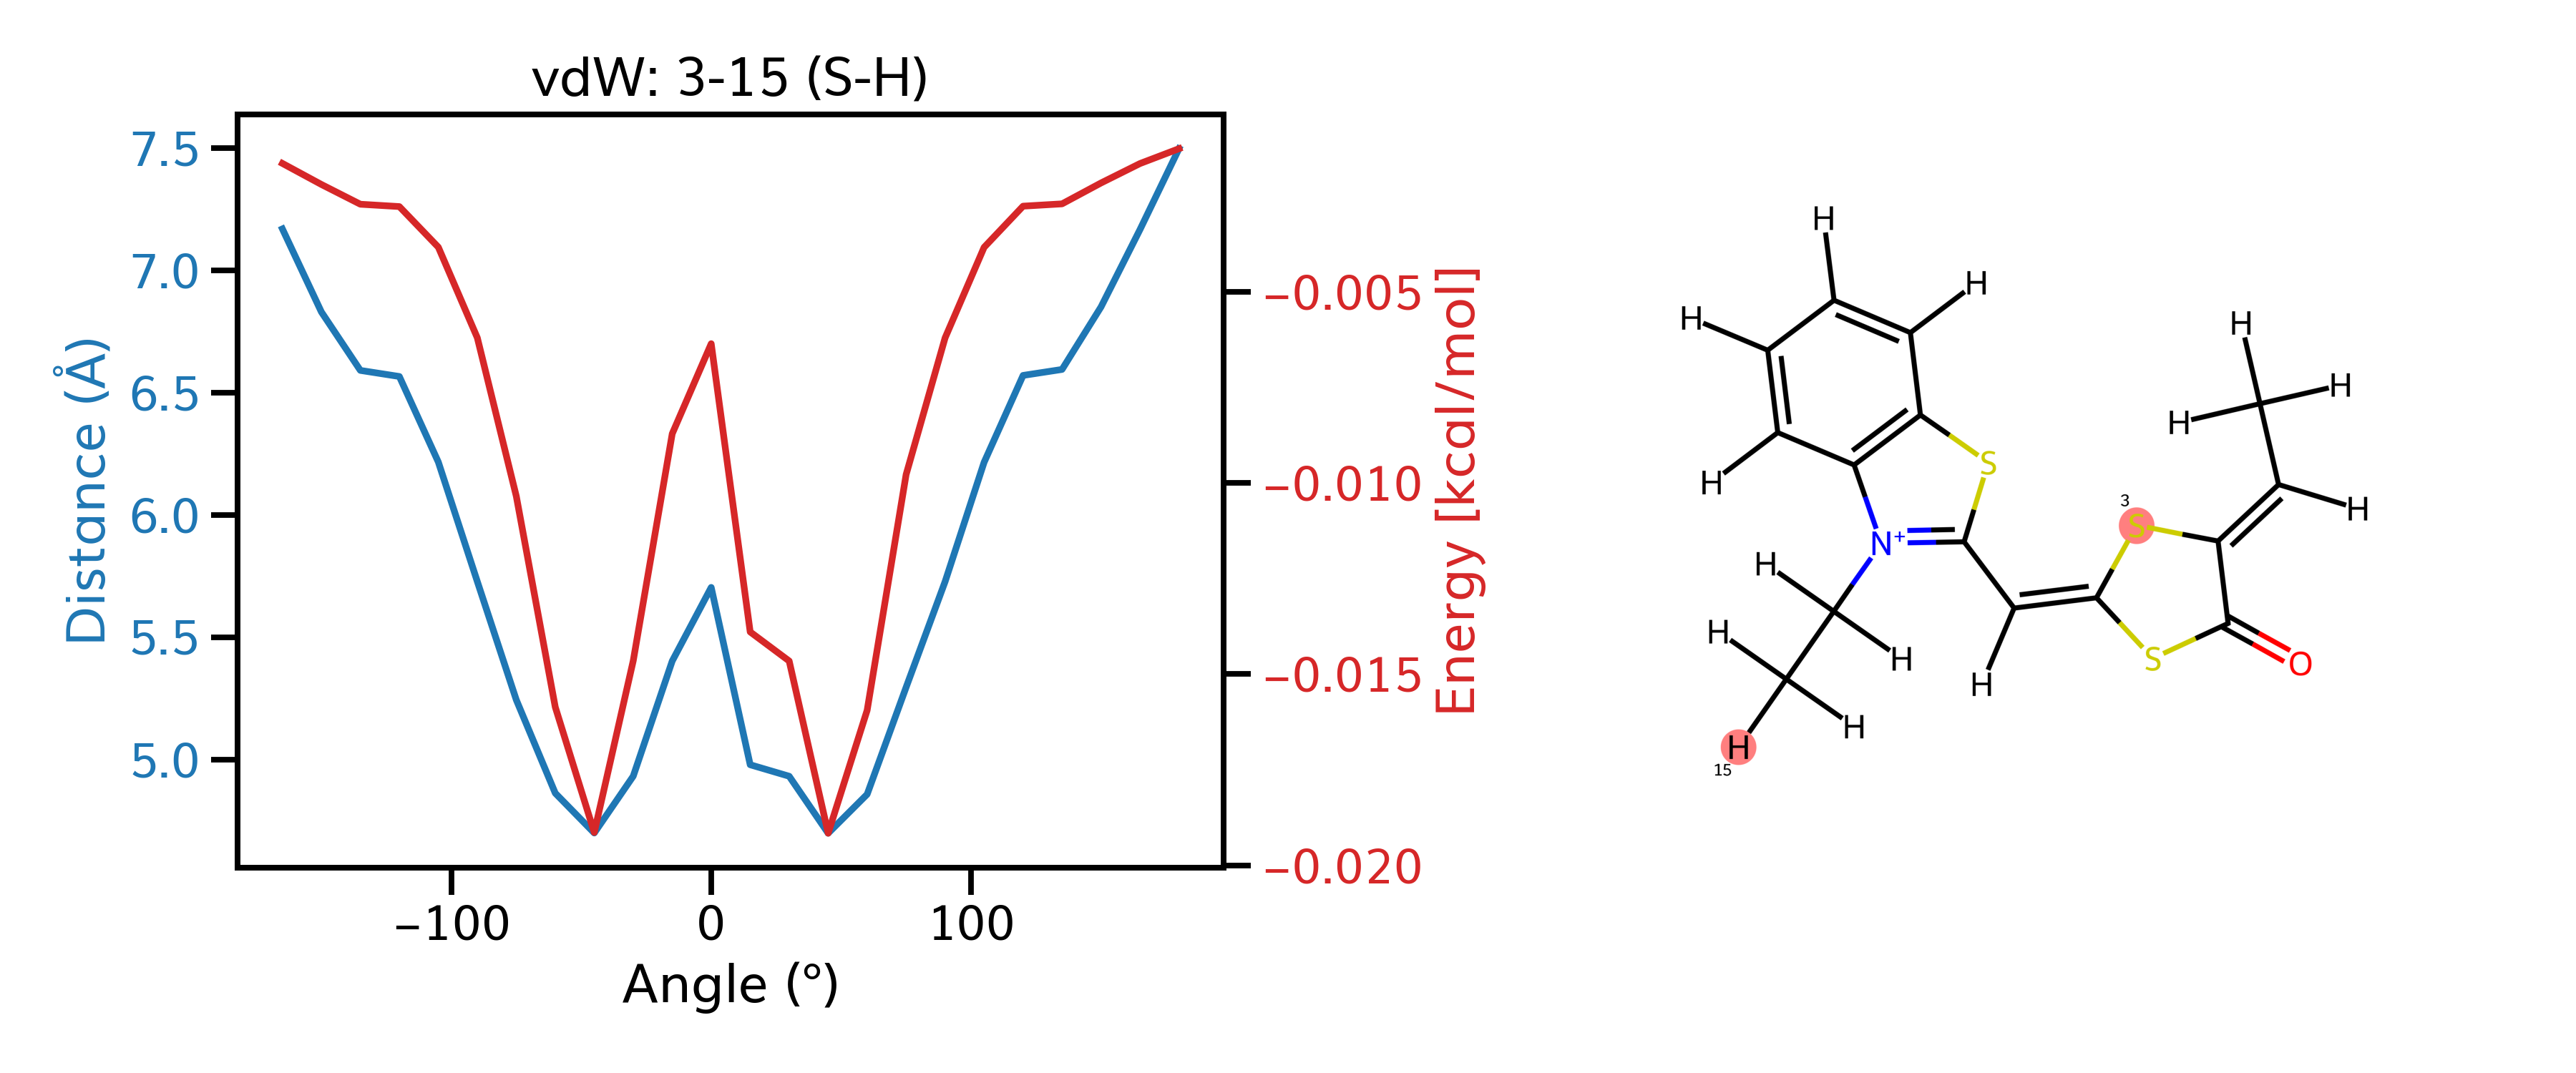 vdW: 3-15 (S-H)
7.5
7.0
6.5
6.0
5.5
5.0
Distance (Å)
−0.005
−0.010
−0.015
−0.020
Energy [kcal/mol]
−100
0
100
Angle (°)
H
H
H
H
S
N+
H
H
H
H
H
15
H
3
S
S
O
H
H
H
H